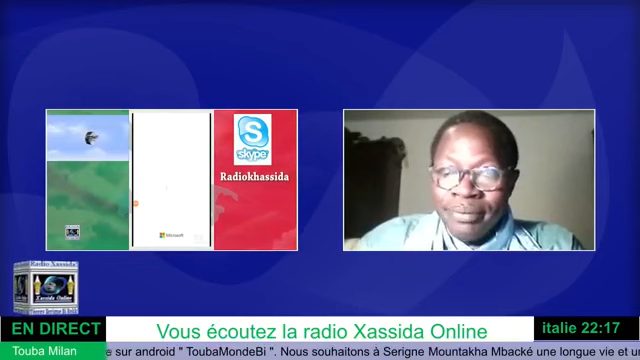 S
skype
Radiokhassida
Microsoft
Radio Xassida
Xassida Online
EN DIRECT
Vous écoutez la radio Xassida Online
italie 22:17
Touba Milan
e sur android " ToubaMondeBi ". Nous souhaitons à Serigne Mountakha Mbacké une longue vie et u